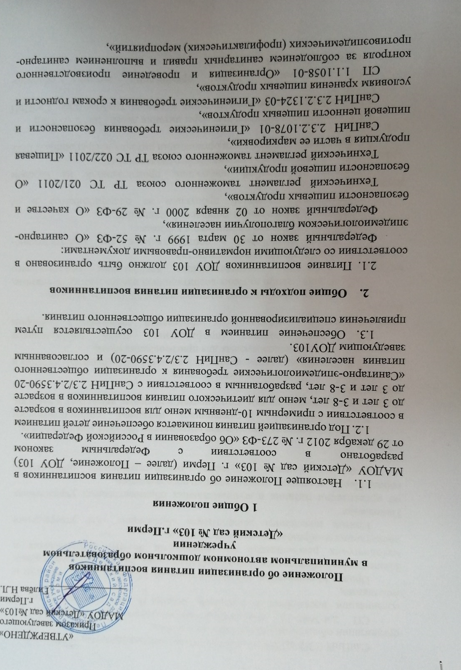 «УТВЕРЖДЕНО»
Приказом заведующего
МАДОУ «Детский сад №103»
г.Перми
Галёва Н.Л
Положение об организации питания воспитанников
в муниципальном автономном дошкольном образовательном
учреждении
«Детский сад № 103» г.Перми
1 Общие положения
1.1. Настоящее Положение об организации питания воспитанников в
МАДОУ «Детский сад № 103» г. Перми (далее – Положение, ДОУ 103)
разработано в соответствии с Федеральным законом
от 29 декабря 2012 г. № 273-ФЗ «Об образовании в Российской Федерации».
1.2. Под организацией питания понимается обеспечение детей питанием
в соответствии с примерным 10-дневным меню для воспитанников в возрасте
до 3 лет и 3-8 лет, меню для диетического питания воспитанников в возрасте
до 3 лет и 3-8 лет, разработанным в соответствии с СанПиН 2.3/2.4.3590-20
«Санитарно-эпидемиологические требования к организации общественного
питания населения» (далее - СанПиН 2.3/2.4.3590-20) и согласованным
заведующим ДОУ103.
1.3. Обеспечение питанием в ДОУ 103 осуществляется путем
привлечения специализированной организации общественного питания.
2. Общие подходы к организации питания воспитанников
2.1. Питание воспитанников ДОУ 103 должно быть организовано в
соответствии со следующими нормативно-правовыми документами:
Федеральный закон от 30 марта 1999 г. № 52-ФЗ «О санитарно-
эпидемиологическом благополучии населения»,
Федеральный закон от 02 января 2000 г. № 29-ФЗ «О качестве и
безопасности пищевых продуктов»,
Технический регламент таможенного союза ТР ТС 021/2011 «О
безопасности пищевой продукции»,
Технический регламент таможенного союза ТР ТС 022/2011 «Пищевая
продукция в части ее маркировки»,
СанПиН 2.3.2.1078-01 «Гигиенические требования безопасности и
пищевой ценности пищевых продуктов»,
СанПиН 2.3.2.1324-03 «Гигиенические требования к срокам годности и
условиям хранения пищевых продуктов»,
СП 1.1.1058-01 «Организация и проведение производственного
контроля за соблюдением санитарных правил и выполнением санитарно-
противоэпидемических (профилактических) мероприятий»,